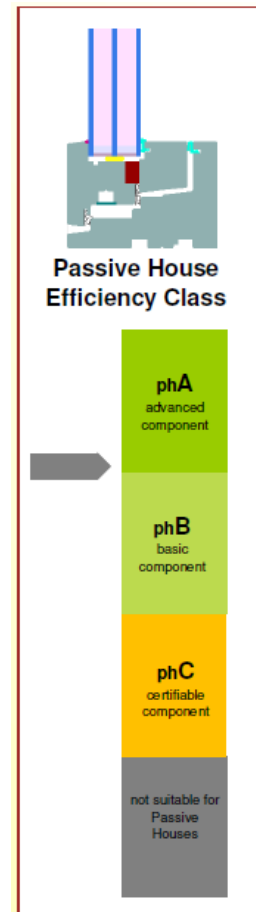 Passive House
Efficiency Class
phA
advanced
component
phB
basic
component
phC
certifiable
component
not suitable for
Passive
Houses